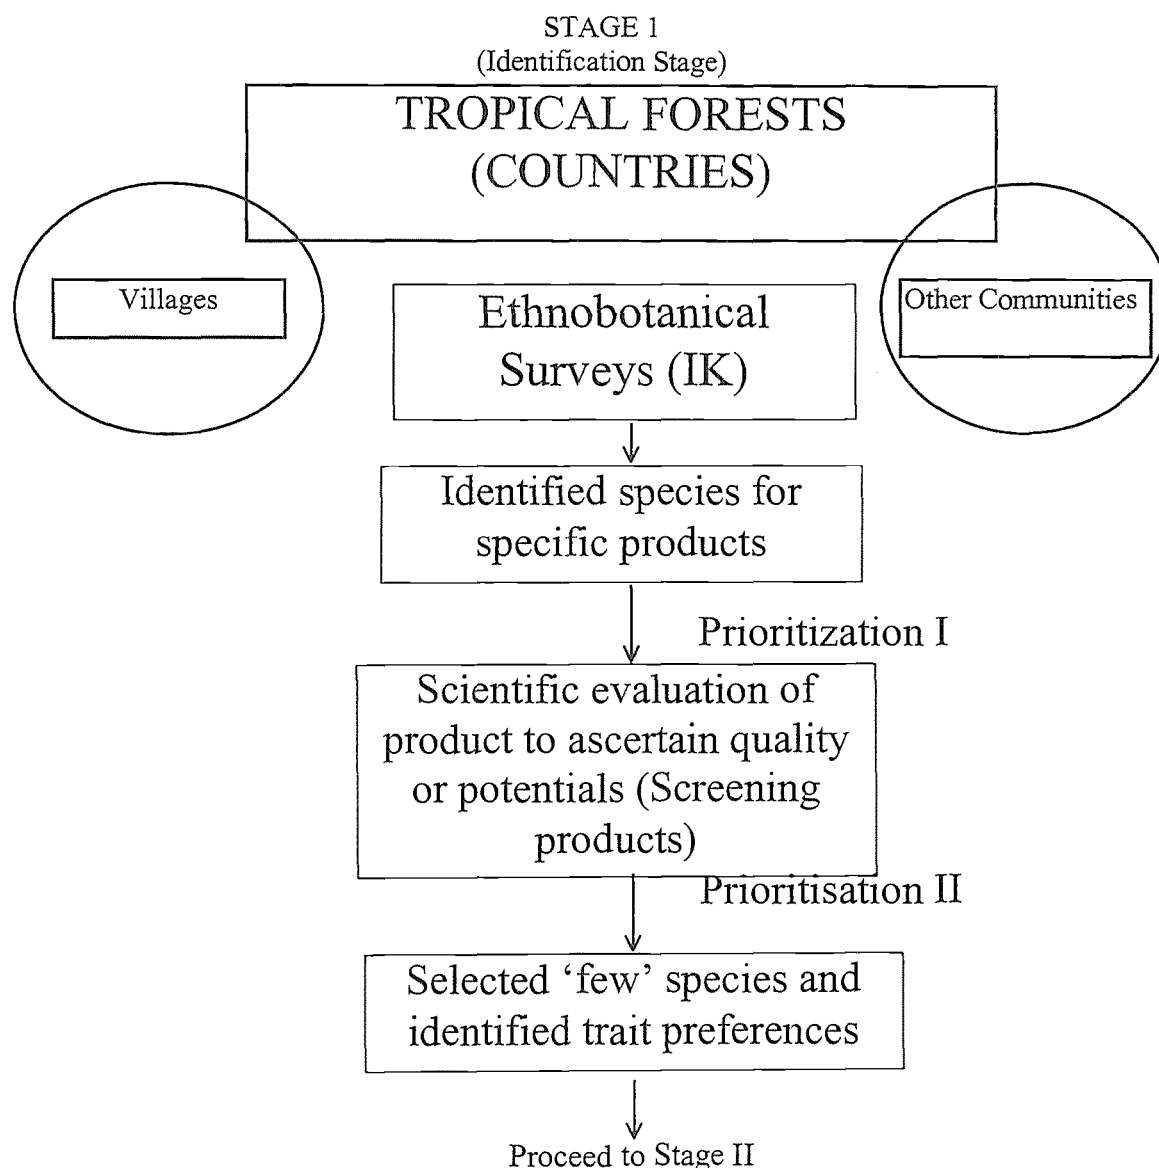 STAGE 1
(Identification Stage)
TROPICAL FORESTS
(COUNTRIES)
Villages
Other Communities
Ethnobotanical
Surveys (IK)
Identified species for
specific products
Prioritization I
Scientific evaluation of
product to ascertain quality
or potentials (Screening
products)
Prioritisation II
Selected ‘few’ species and
identified trait preferences
Proceed to Stage II